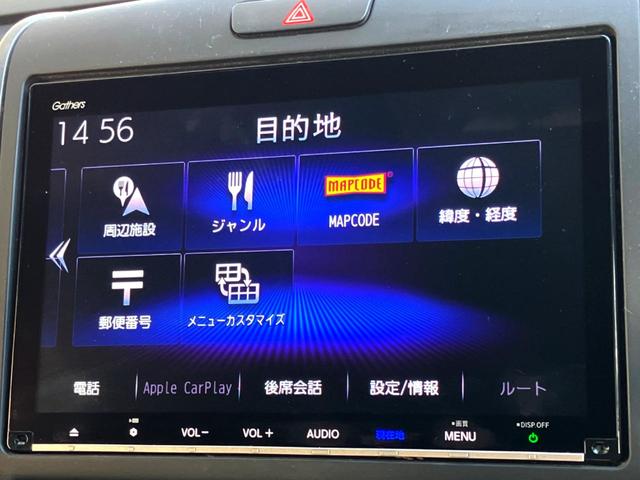 Gathers
14 56
目的地
周辺施設
ジャンル
MAPCODE®
MAPCODE
緯度・経度
郵便番号
メニューカスタマイズ
電話
Apple CarPlay
後席会話
設定/情報
ルート
VOL−
VOL+
AUDIO
現在地
画質
MENU
DISP.OFF